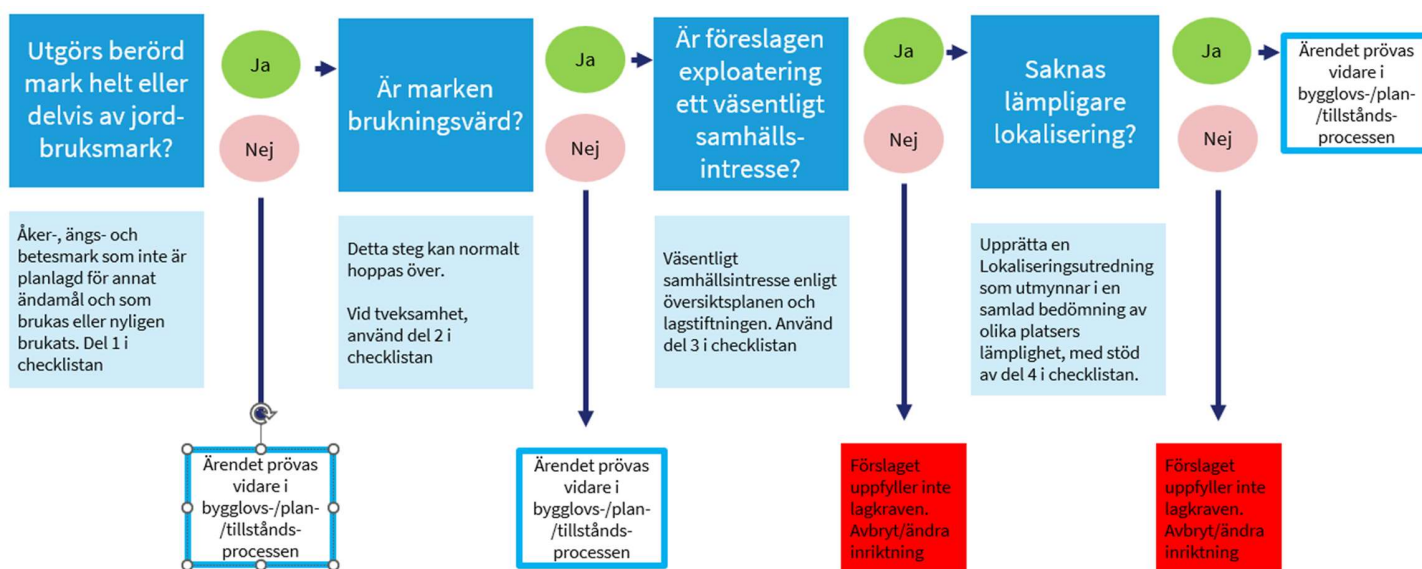 Utgörs berörd
mark helt eller
delvis av jord-
bruksmark?
Ja
Nej
Är marken
brukningsvärd?
Ja
Nej
Är föreslagen
exploatering
ett väsentligt
samhälls-
intresse?
Ja
Nej
Saknas
lämpligare
lokalisering?
Ja
Nej
Ärendet prövas
vidare i
bygglovs-/plan-
/tillstånds-
processen
Åker-, ängs- och
betesmark som inte är
planlagd för annat
ändamål och som
brukas eller nyligen
brukats. Del 1 i
checklistan
Detta steg kan normalt
hoppas över.
Vid tveksamhet,
använd del 2 i
checklistan
Väsentligt
samhällsintresse enligt
översiktsplanen och
lagstiftningen. Använd
del 3 i checklistan
Upprätta en
Lokaliseringsutredning
som utmynnar i en
samlad bedömning av
olika platsers
lämplighet, med stöd
av del 4 i checklistan.
Ärendet prövas
vidare i
bygglovs-/plan-
/tillstånds-
processen
Ärendet prövas
vidare i
bygglovs-/plan-
/tillstånds-
processen
Förslaget
uppfyller inte
lagkraven.
Avbryt/ändra
inriktning
Förslaget
uppfyller inte
lagkraven.
Avbryt/ändra
inriktning